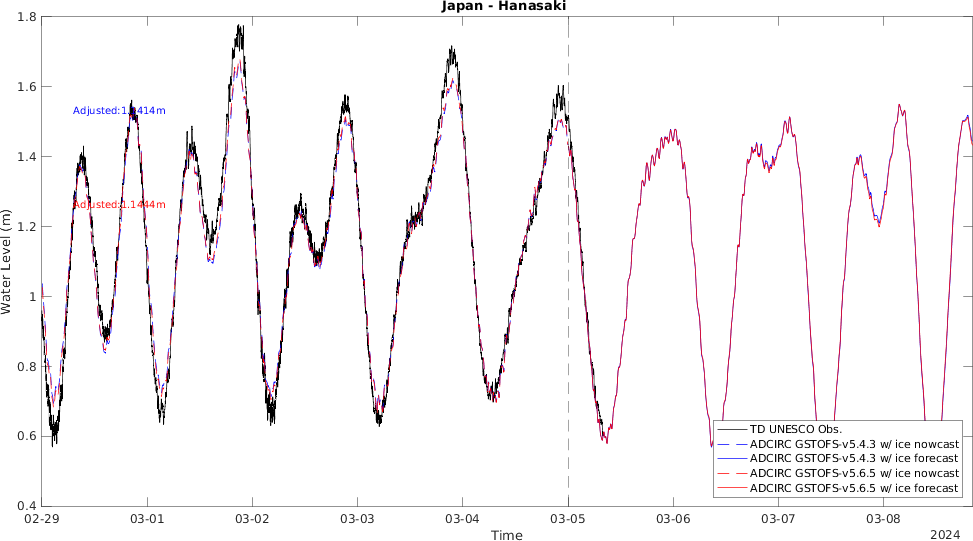 Japan - Hanasaki
1.8
1.6
1.4
1.2
1
0.8
0.6
0.4
Water Level (m)
Adjusted:1.1414m
Adjusted:1.1444m
TD UNESCO Obs.
ADCIRC GSTOFS-v5.4.3 w/ ice nowcast
ADCIRC GSTOFS-v5.4.3 w/ ice forecast
ADCIRC GSTOFS-v5.6.5 w/ ice nowcast
ADCIRC GSTOFS-v5.6.5 w/ ice forecast
02-29 03-01 03-02 03-03 03-04 03-05 03-06 03-07 03-08
Time
2024